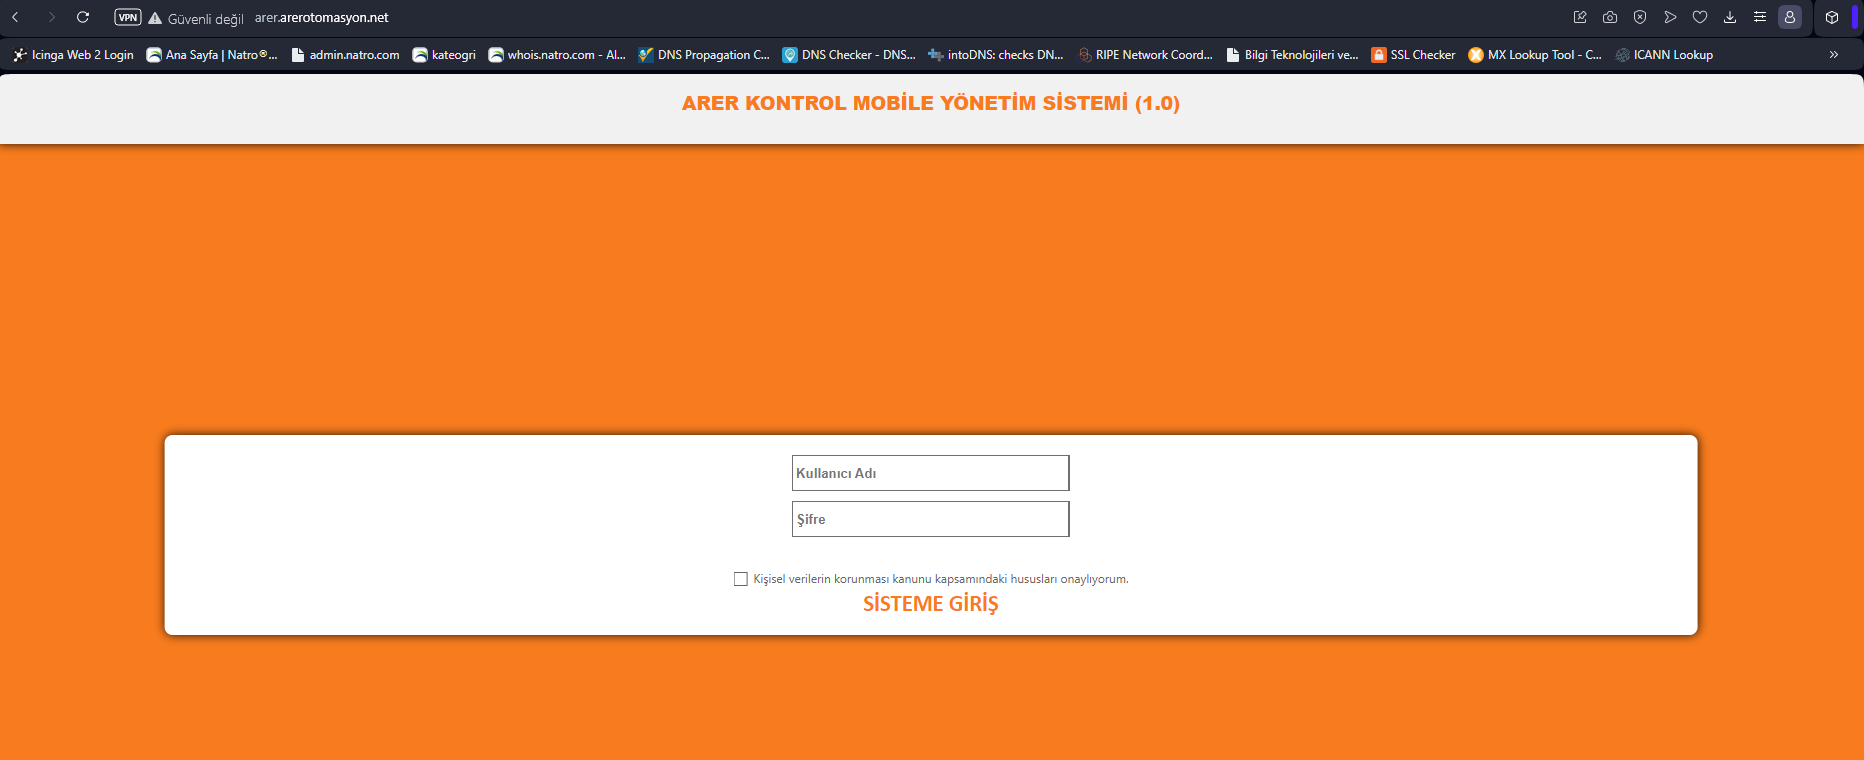 VPN Güvenli değil arer.arerotomasyon.net
Icinga Web 2 Login Ana Sayfa | Natro®... admin.natro.com kateogri whois.natro.com - Al... DNS Propagation C... DNS Checker - DNS... intoDNS: checks DN... RIPE Network Coord... Bilgi Teknolojileri ve... SSL Checker MX Lookup Tool - C... ICANN Lookup
ARER KONTROL MOBİLE YÖNETİM SİSTEMİ (1.0)
Kullanıcı Adı
Şifre
Kişisel verilerin korunması kanunu kapsamındaki hususları onaylıyorum.
SİSTEME GİRİŞ